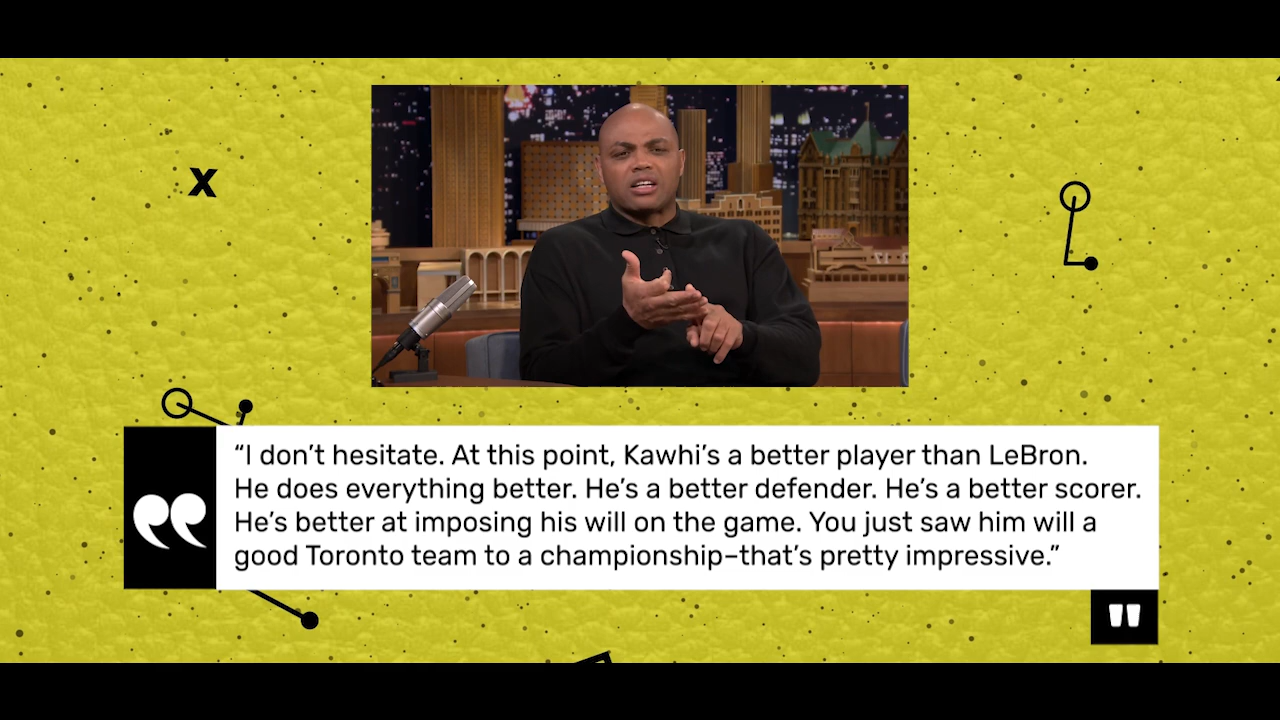 X
“I don’t hesitate. At this point, Kawhi’s a better player than LeBron.
He does everything better. He’s a better defender. He’s a better scorer.
He’s better at imposing his will on the game. You just saw him will a
good Toronto team to a championship–that’s pretty impressive.”